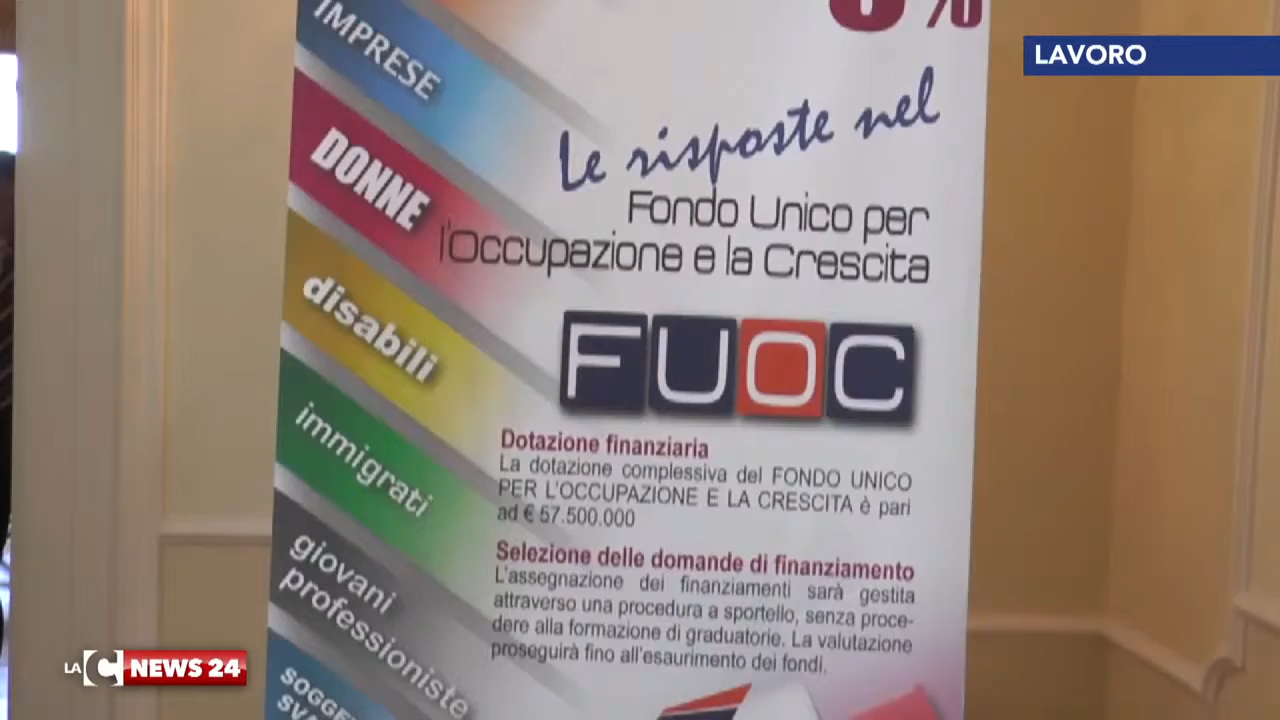 %
LAVORO
IMPRESE
DONNE
disabili
immigrati
giovani
professioniste
Le risposte nel
Fondo Unico per
l'Occupazione e la Crescita
FUOC
Dotazione finanziaria
La dotazione complessiva del FONDO UNICO
PER L'OCCUPAZIONE E LA CRESCITA è pari
ad € 57.500.000
Selezione delle domande di finanziamento
L'assegnazione dei finanziamenti sarà gestita
attraverso una procedura a sportello, senza proce-
dere alla formazione di graduatorie. La valutazione
proseguirà fino all'esaurimento dei fondi.
LA C NEWS 24